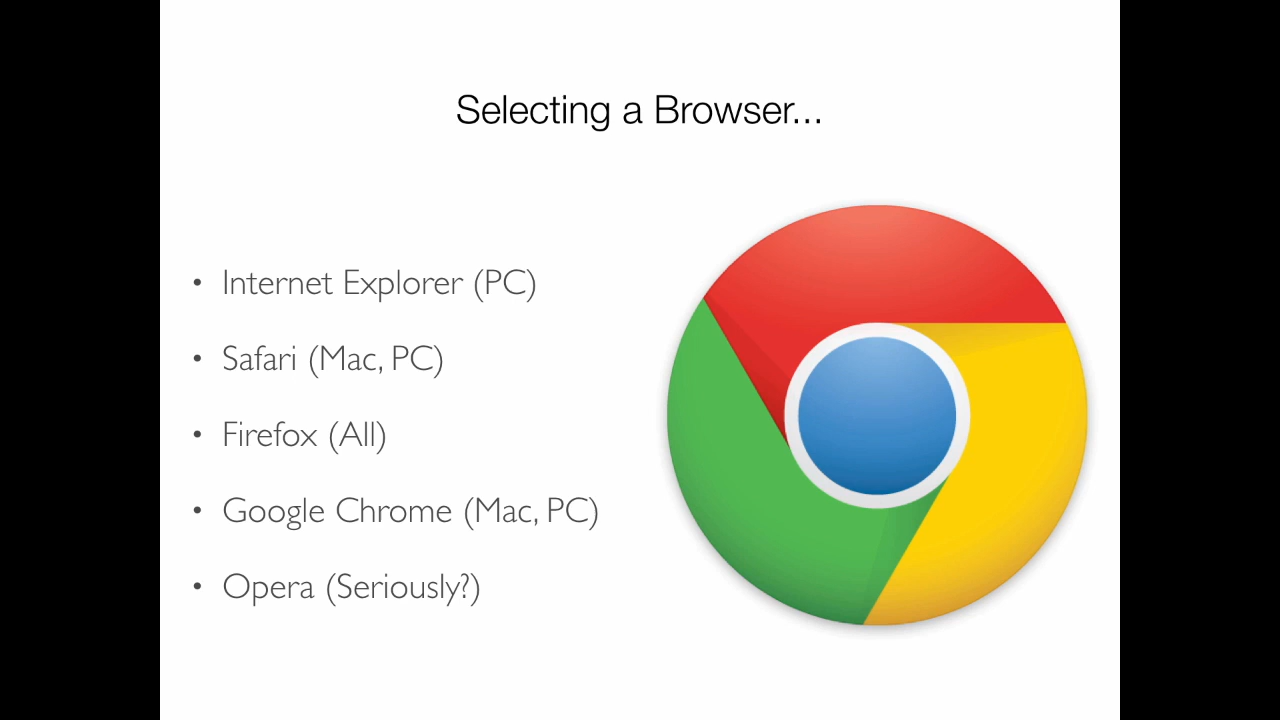 Selecting a Browser...
• Internet Explorer (PC)
• Safari (Mac, PC)
• Firefox (All)
• Google Chrome (Mac, PC)
• Opera (Seriously?)